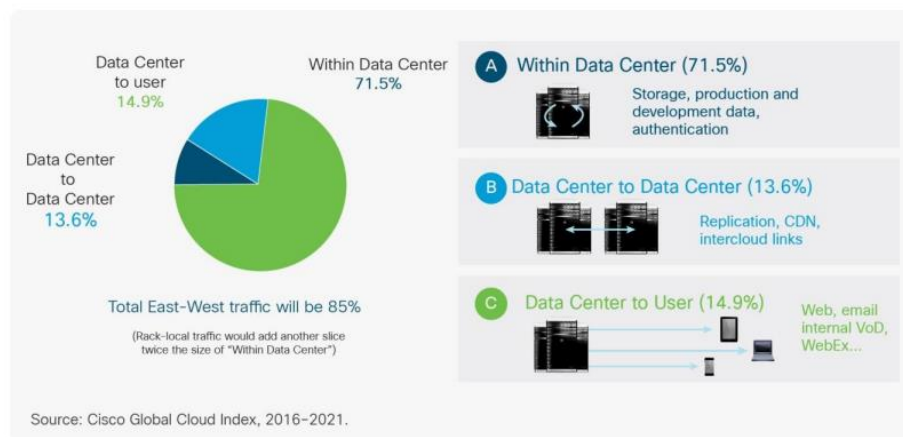 Data Center
to user
14.9%
Within Data Center
71.5%
Data Center
to
Data Center
13.6%
Total East-West traffic will be 85%
(Rack-local traffic would add another slice
twice the size of "Within Data Center")
A Within Data Center (71.5%)
Storage, production and
development data,
authentication
B Data Center to Data Center (13.6%)
Replication, CDN,
intercloud links
C Data Center to User (14.9%)
Web, email
internal VoD,
WebEx...
Source: Cisco Global Cloud Index, 2016–2021.